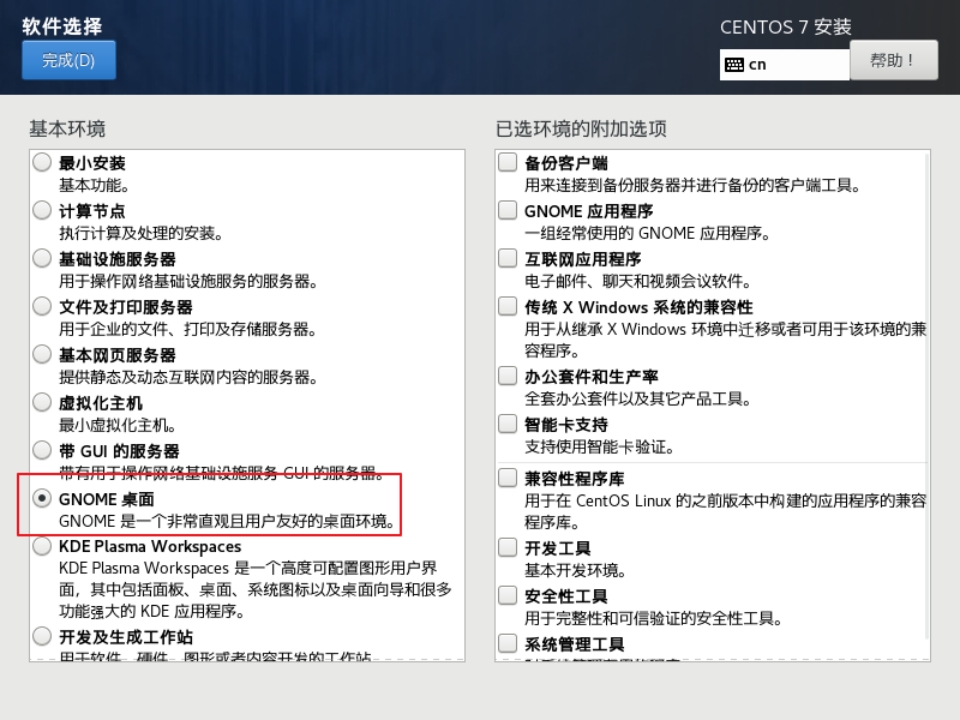 软件选择
CENTOS 7 安装
完成(D)
cn
帮助！
基本环境
最小安装
基本功能。
计算节点
执行计算及处理的安装。
基础设施服务器
用于操作网络基础设施服务的服务器。
文件及打印服务器
用于企业的文件、打印及存储服务器。
基本网页服务器
提供静态及动态互联网内容的服务器。
虚拟化主机
最小虚拟化主机。
带 GUI 的服务器
带有用于操作网络基础设施服务 GUI 的服务器。
GNOME 桌面
GNOME 是一个非常直观且用户友好的桌面环境。
KDE Plasma Workspaces
KDE Plasma Workspaces 是一个高度可配置图形用户界
面，其中包括面板、桌面、系统图标以及桌面向导和很多
功能强大的 KDE 应用程序。
开发及生成工作站
用于软件、硬件、图形或者内容开发的工作站
已选环境的附加选项
备份客户端
用来连接到备份服务器并进行备份的客户端工具。
GNOME 应用程序
一组经常使用的 GNOME 应用程序。
互联网应用程序
电子邮件、聊天和视频会议软件。
传统 X Windows 系统的兼容性
用于从继承 X Windows 环境中迁移或者可用于该环境的兼
容程序。
办公套件和生产率
全套办公套件以及其它产品工具。
智能卡支持
支持使用智能卡验证。
兼容性程序库
用于在 CentOS Linux 的之前版本中构建的应用程序的兼容
程序库。
开发工具
基本开发环境。
安全性工具
用于完整性和可信验证的安全性工具。
系统管理工具